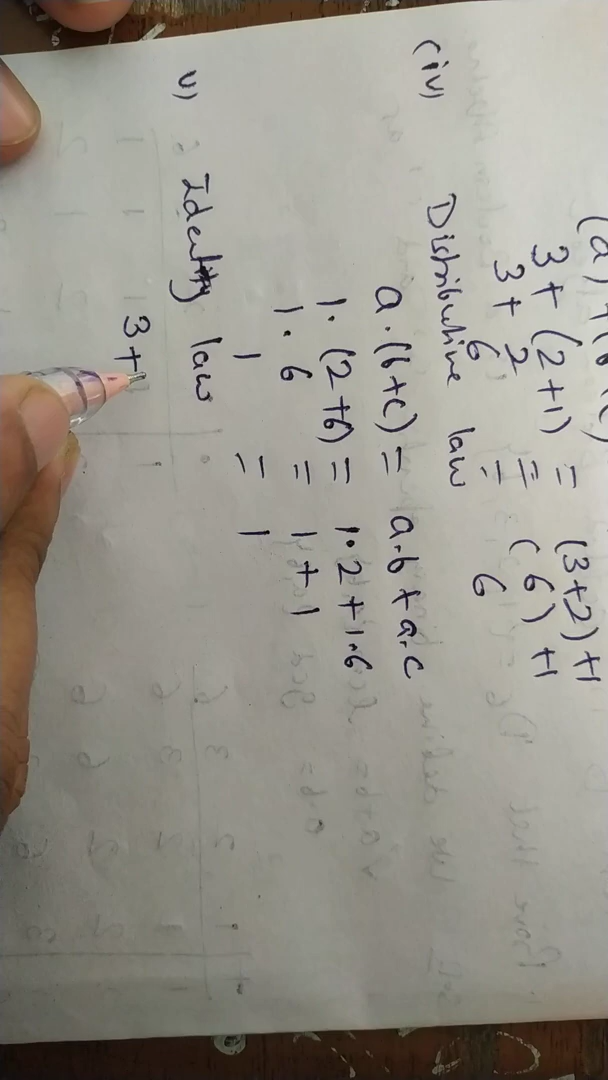 3+(2+1) = (3+2)+1
3+ 2 = (6)+1
6 = 6
(iv) Distributive law
a.(b+c) = a.b+a.c
1.(2+6) = 1.2+1.6
1.6 = 1+1
1 = 1
v) Identity law
3+